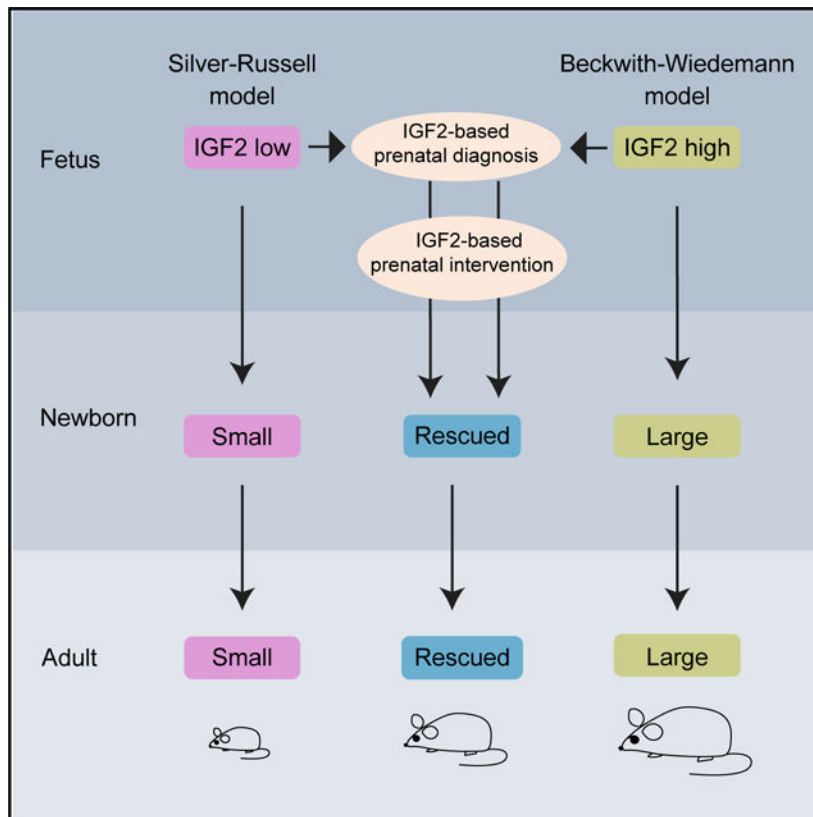 Silver-Russell
model
Beckwith-Wiedemann
model
Fetus
IGF2 low
IGF2-based
prenatal diagnosis
IGF2 high
IGF2-based
prenatal intervention
Newborn
Small
Rescued
Large
Adult
Small
Rescued
Large